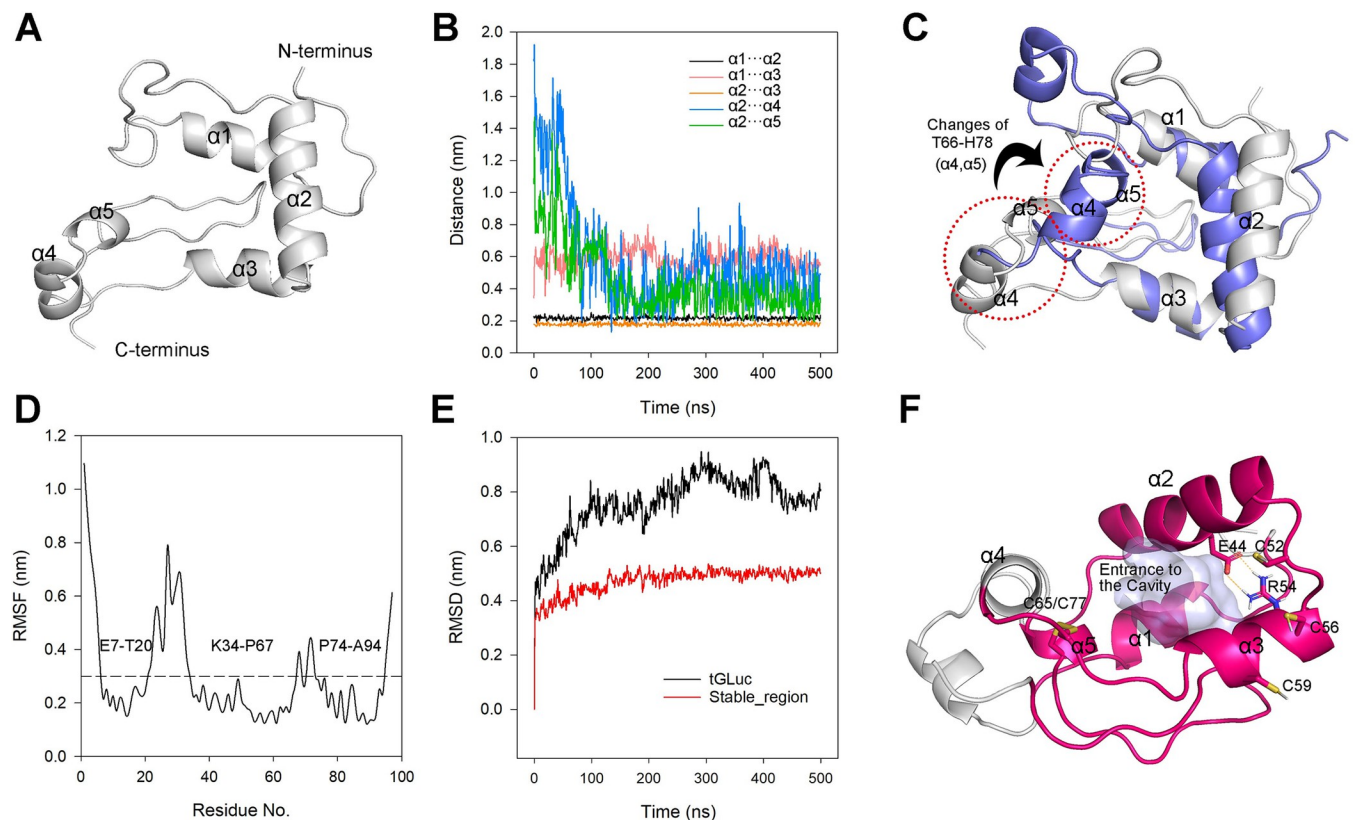 A
N-terminus
α1
α2
α5
α4
α3
C-terminus
B
Distance (nm)
2.0
1.8
1.6
1.4
1.2
1.0
0.8
0.6
0.4
0.2
0.0
α1···α2
α1···α3
α2···α3
α2···α4
α2···α5
0 100 200 300 400 500
Time (ns)
C
Changes of
T66-H78
(α4,α5)
α1
α5
α4
α5
α2
α4
α3
D
RMSF (nm)
1.2
1.0
0.8
0.6
0.4
0.2
0.0
E7-T20 K34-P67 P74-A94
0 20 40 60 80 100
Residue No.
E
RMSD (nm)
1.0
0.8
0.6
0.4
0.2
0.0
tGLuc
Stable_region
0 100 200 300 400 500
Time (ns)
F
α2
α4
E44 C52
Entrance to
the Cavity
R54
C65/C77
C56
α5
α1
α3
C59